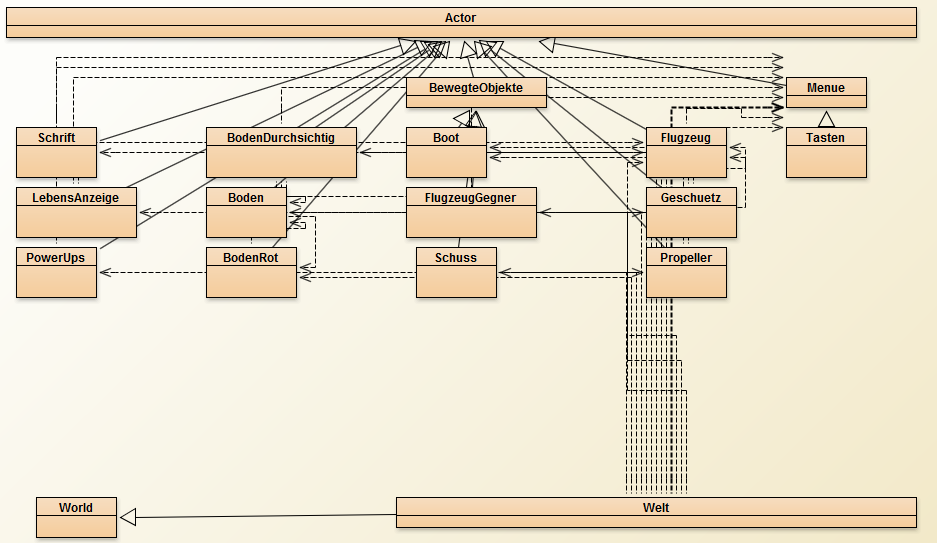 Actor
BewegteObjekte
Menue
Schrift
BodenDurchsichtig
Boot
Flugzeug
Tasten
LebensAnzeige
Boden
FlugzeugGegner
Geschuetz
PowerUps
BodenRot
Schuss
Propeller
World
Welt